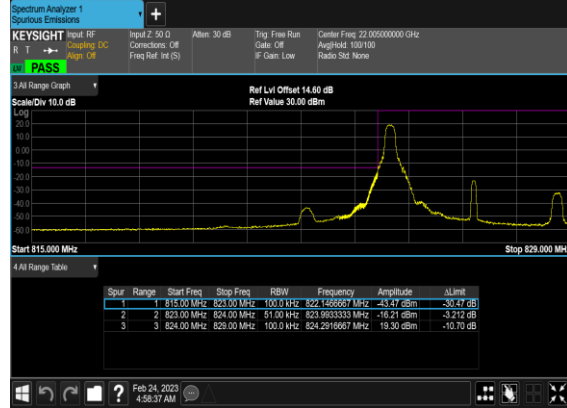 Spectrum Analyzer 1
Spurious Emissions
+
KEYSIGHT Input: RF Input Z: 50 Ω Atten: 30 dB Trig: Free Run Center Freq: 22.005000000 GHz
R T Coupling: DC Corrections: Off Gate: Off Avg|Hold: 100/100
Align: Off Freq Ref: Int (S) IF Gain: Low Radio Std: None
PASS
3 All Range Graph
Ref Lvl Offset 14.60 dB
Scale/Div 10.0 dB Ref Value 30.00 dBm
Log
20.0
10.0
0.00
-10.0
-20.0
-30.0
-40.0
-50.0
-60.0
Start 815.000 MHz Stop 829.000 MH
4 All Range Table
Spur Range Start Freq Stop Freq RBW Frequency Amplitude ΔLimit
1 1 815.00 MHz 823.00 MHz 100.0 kHz 822.1466667 MHz -43.47 dBm -30.47 dB
2 2 823.00 MHz 824.00 MHz 51.00 kHz 823.9933333 MHz -16.21 dBm -3.212 dB
3 3 824.00 MHz 829.00 MHz 100.0 kHz 824.2916667 MHz 19.30 dBm -10.70 dB
? Feb 24, 2023
4:58:37 AM